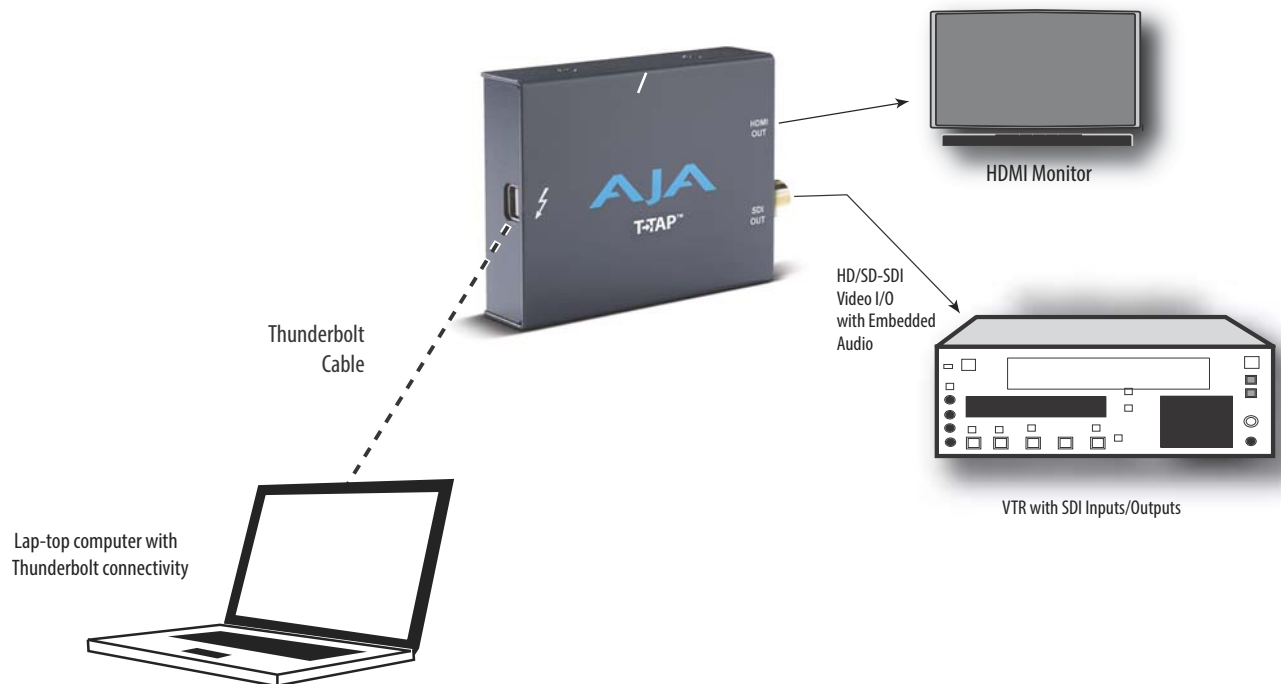 HDMI
OUT
HDMI Monitor
AJA
T-TAP™
SDI
OUT
HD/SD-SDI
Video I/O
with Embedded
Audio
Thunderbolt
Cable
VTR with SDI Inputs/Outputs
Lap-top computer with
Thunderbolt connectivity